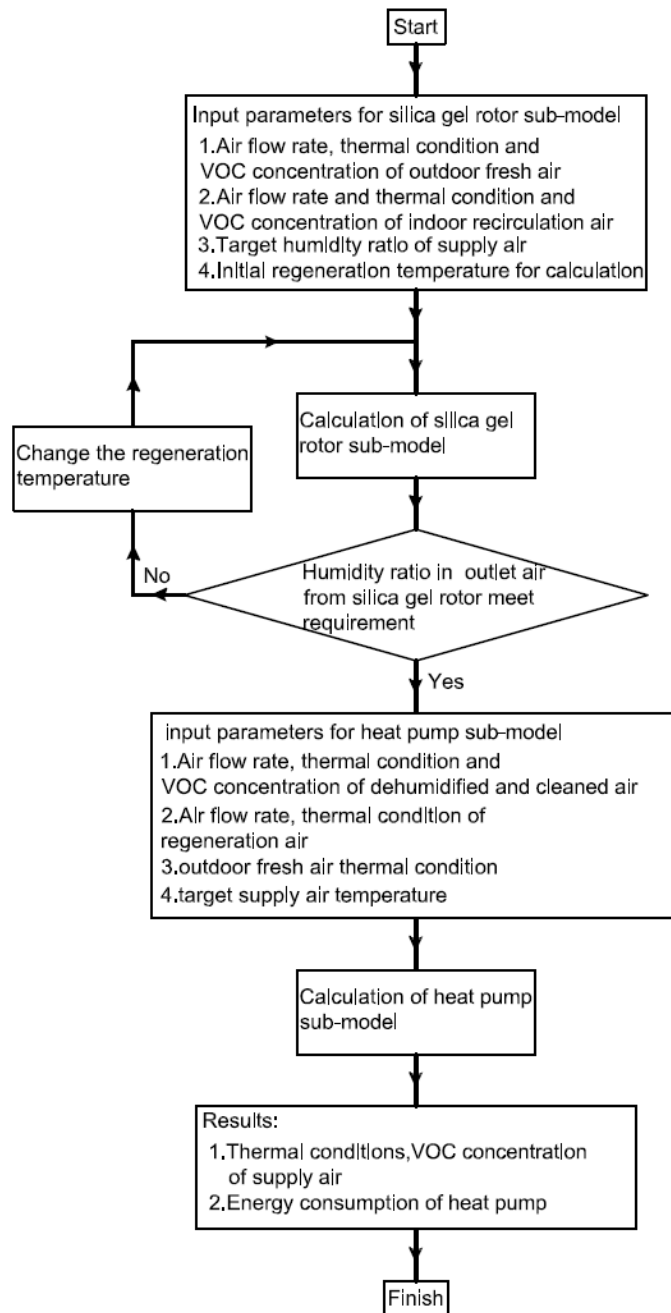 Start
Input parameters for silica gel rotor sub-model
1.Air flow rate, thermal condition and
VOC concentration of outdoor fresh air
2.Air flow rate and thermal condition and
VOC concentration of indoor recirculation air
3.Target humidity ratio of supply air
4.Initial regeneration temperature for calculation
Calculation of silica gel
rotor sub-model
Change the regeneration
temperature
Humidity ratio in outlet air
from silica gel rotor meet
requirement
No
Yes
input parameters for heat pump sub-model
1.Air flow rate, thermal condition and
VOC concentration of dehumidified and cleaned air
2.Air flow rate, thermal condition of
regeneration air
3.outdoor fresh air thermal condition
4.target supply air temperature
Calculation of heat pump
sub-model
Results:
1.Thermal conditions,VOC concentration
of supply air
2.Energy consumption of heat pump
Finish